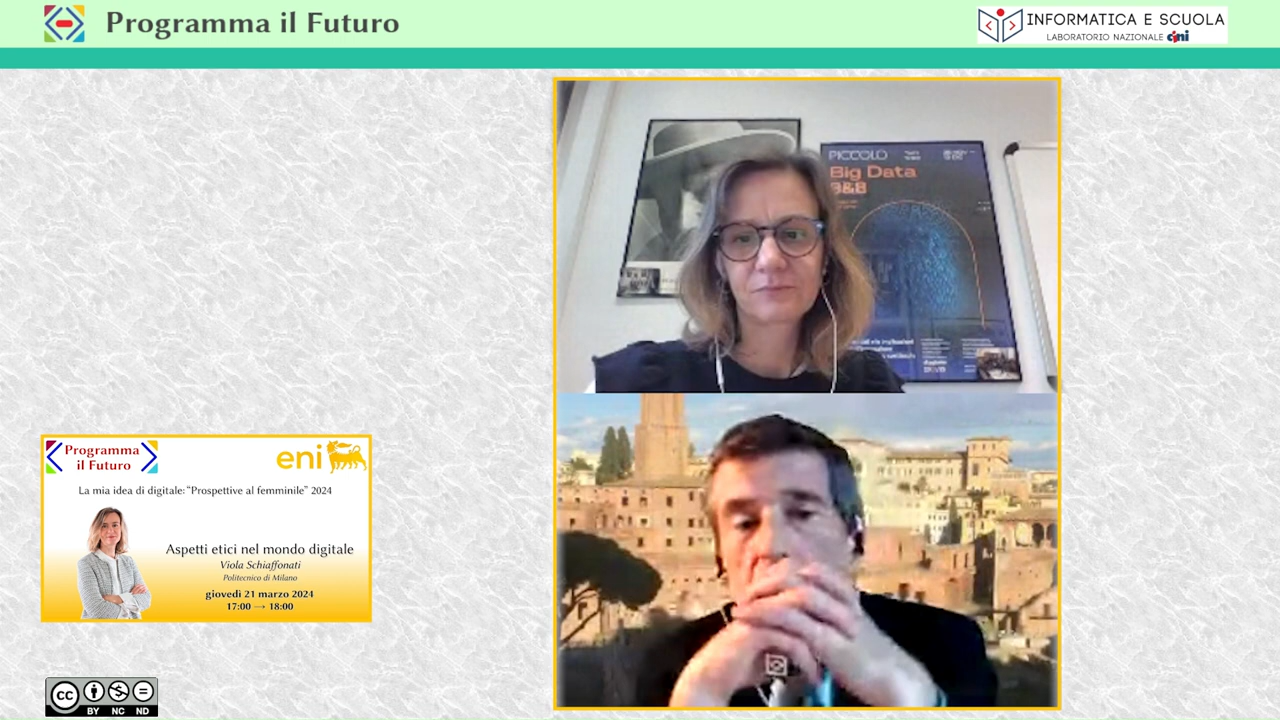 Programma il Futuro
INFORMATICA E SCUOLA
LABORATORIO NAZIONALE cini
PICCOLO
Big Data
B&B
Programma
il Futuro
eni
La mia idea di digitale: "Prospettive al femminile" 2024
Aspetti etici nel mondo digitale
Viola Schiaffonati
Politecnico di Milano
giovedì 21 marzo 2024
17:00 → 18:00
cc
BY NC ND